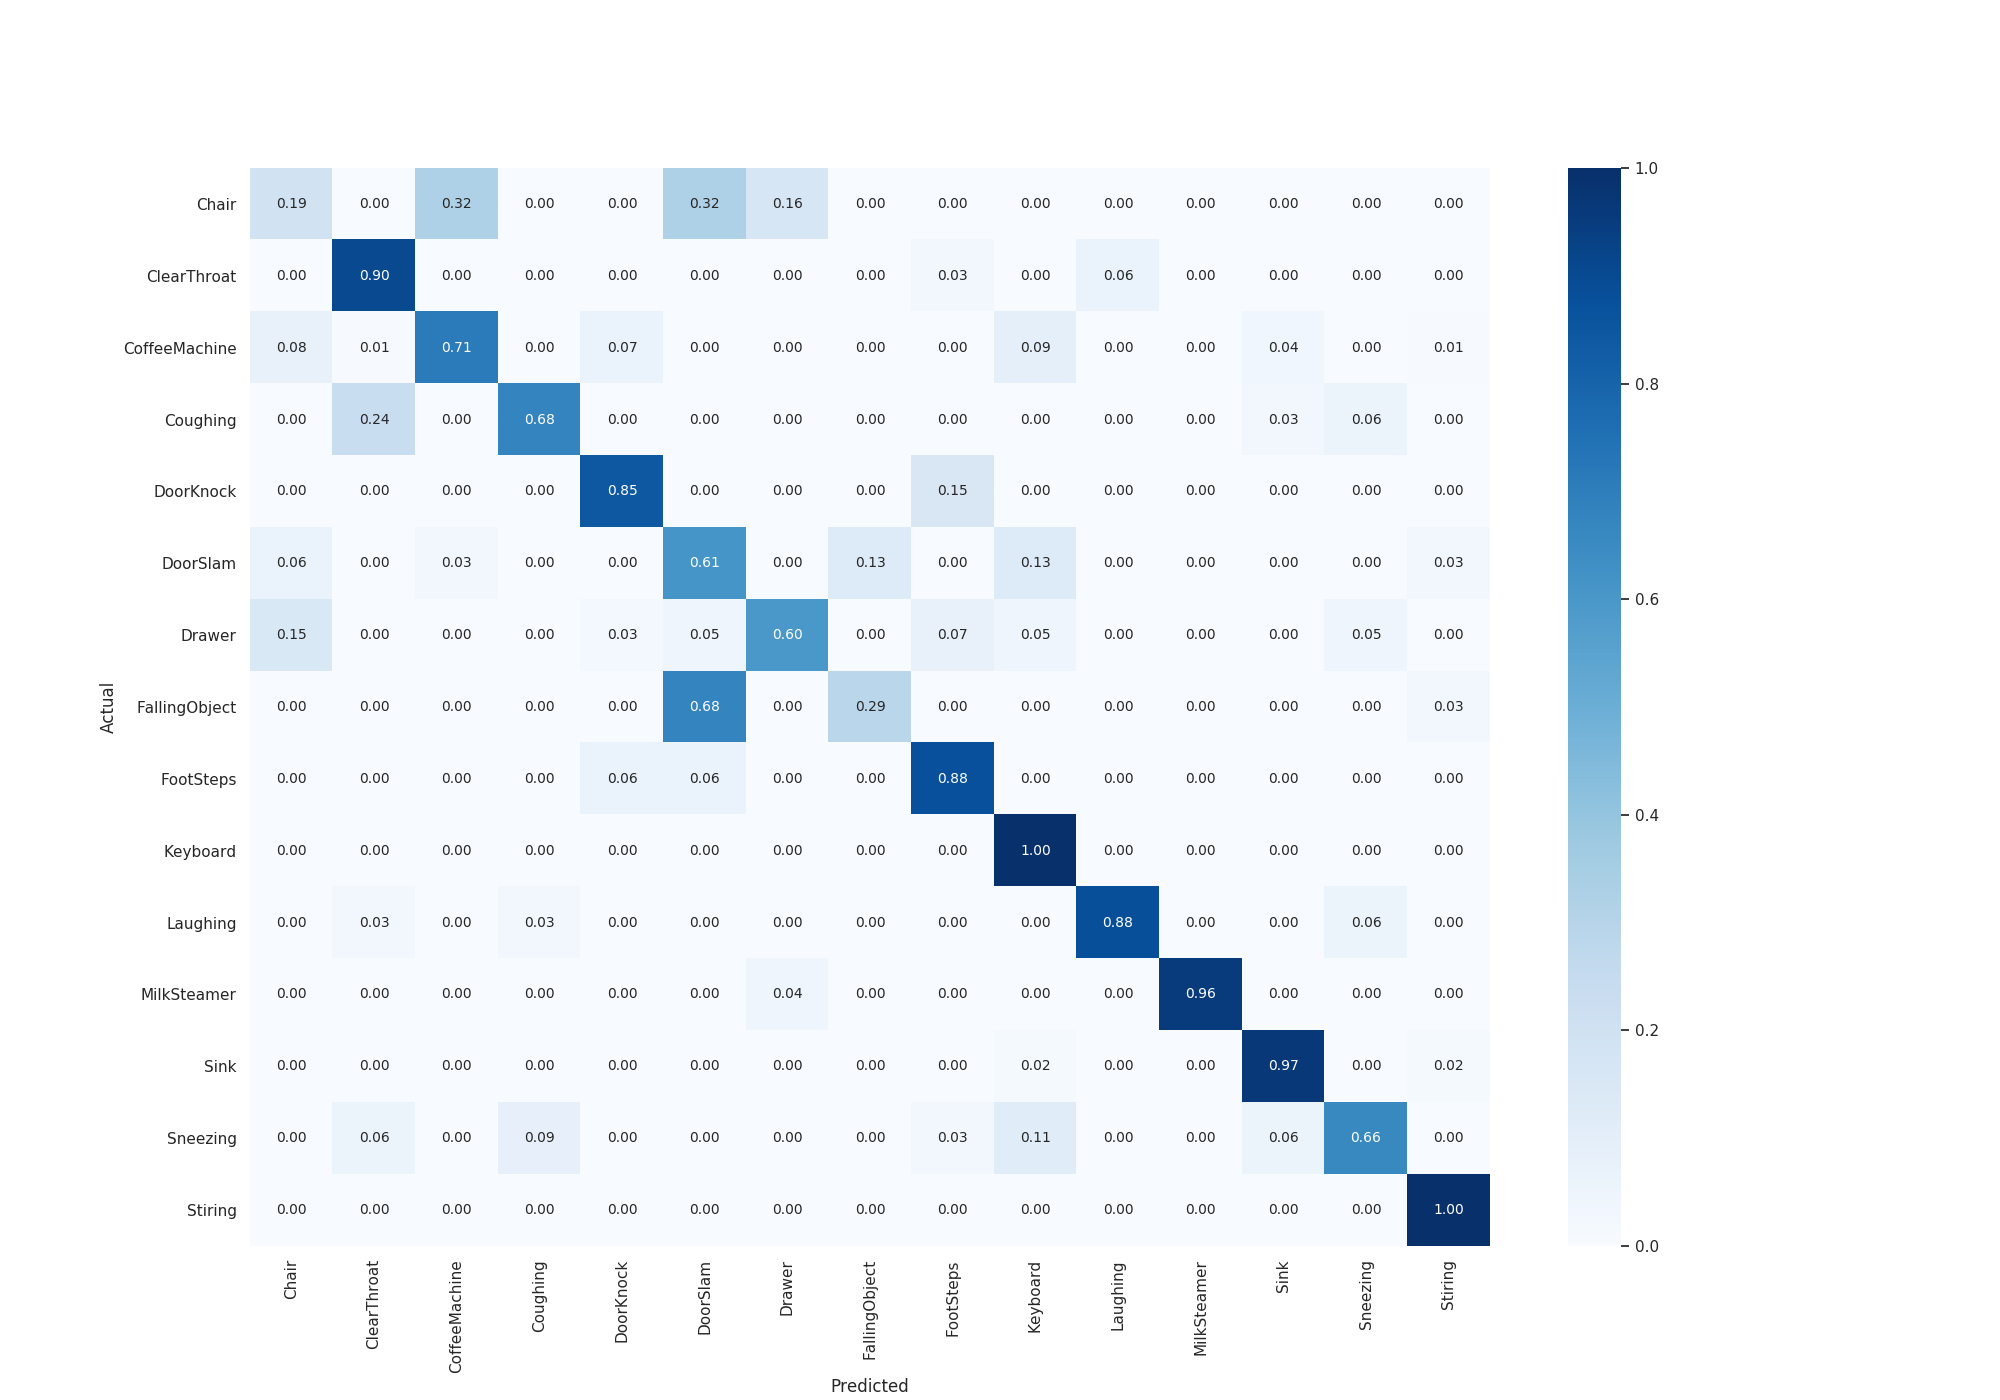 Chair 0.19 0.00 0.32 0.00 0.00 0.32 0.16 0.00 0.00 0.00 0.00 0.00 0.00 0.00 0.00
ClearThroat 0.00 0.90 0.00 0.00 0.00 0.00 0.00 0.00 0.03 0.00 0.06 0.00 0.00 0.00 0.00
CoffeeMachine 0.08 0.01 0.71 0.00 0.07 0.00 0.00 0.00 0.00 0.09 0.00 0.00 0.04 0.00 0.01
Coughing 0.00 0.24 0.00 0.68 0.00 0.00 0.00 0.00 0.00 0.00 0.00 0.00 0.03 0.06 0.00
DoorKnock 0.00 0.00 0.00 0.00 0.85 0.00 0.00 0.00 0.15 0.00 0.00 0.00 0.00 0.00 0.00
DoorSlam 0.06 0.00 0.03 0.00 0.00 0.61 0.00 0.13 0.00 0.13 0.00 0.00 0.00 0.00 0.03
Drawer 0.15 0.00 0.00 0.00 0.03 0.05 0.60 0.00 0.07 0.05 0.00 0.00 0.00 0.05 0.00
FallingObject 0.00 0.00 0.00 0.00 0.00 0.68 0.00 0.29 0.00 0.00 0.00 0.00 0.00 0.00 0.03
FootSteps 0.00 0.00 0.00 0.00 0.06 0.06 0.00 0.00 0.88 0.00 0.00 0.00 0.00 0.00 0.00
Keyboard 0.00 0.00 0.00 0.00 0.00 0.00 0.00 0.00 0.00 1.00 0.00 0.00 0.00 0.00 0.00
Laughing 0.00 0.03 0.00 0.03 0.00 0.00 0.00 0.00 0.00 0.00 0.88 0.00 0.00 0.06 0.00
MilkSteamer 0.00 0.00 0.00 0.00 0.00 0.00 0.04 0.00 0.00 0.00 0.00 0.96 0.00 0.00 0.00
Sink 0.00 0.00 0.00 0.00 0.00 0.00 0.00 0.00 0.00 0.02 0.00 0.00 0.97 0.00 0.02
Sneezing 0.00 0.06 0.00 0.09 0.00 0.00 0.00 0.00 0.03 0.11 0.00 0.00 0.06 0.66 0.00
Stiring 0.00 0.00 0.00 0.00 0.00 0.00 0.00 0.00 0.00 0.00 0.00 0.00 0.00 0.00 1.00
Actual
Chair ClearThroat CoffeeMachine Coughing DoorKnock DoorSlam Drawer FallingObject FootSteps Keyboard Laughing MilkSteamer Sink Sneezing Stiring
Predicted
1.0
0.8
0.6
0.4
0.2
0.0